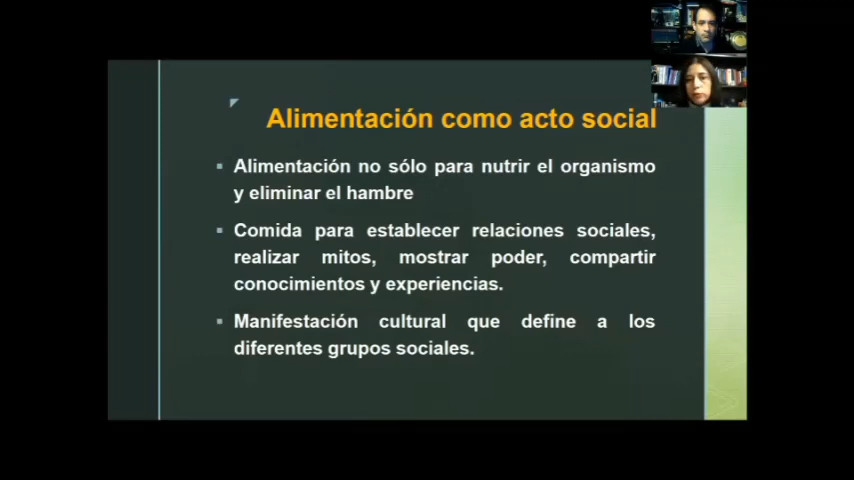 Alimentación como acto social
Alimentación no sólo para nutrir el organismo
y eliminar el hambre
Comida para establecer relaciones sociales,
realizar mitos, mostrar poder, compartir
conocimientos y experiencias.
Manifestación cultural que define a los
diferentes grupos sociales.